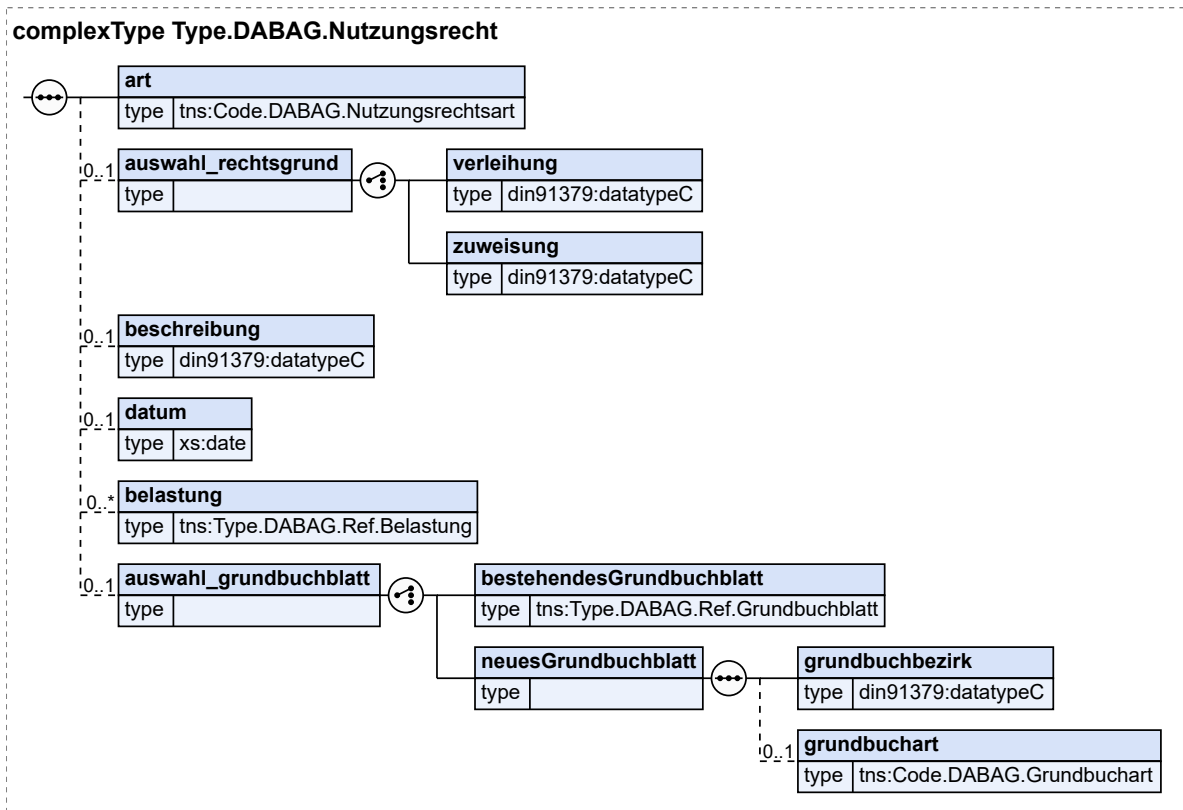 complexType Type.DABAG.Nutzungsrecht
art
type tns:Code.DABAG.Nutzungsrechtsart
0..1 auswahl_rechtsgrund
type
verleihung
type din91379:datatypeC
zuweisung
type din91379:datatypeC
0..1 beschreibung
type din91379:datatypeC
0..1 datum
type xs:date
0..* belastung
type tns:Type.DABAG.Ref.Belastung
0..1 auswahl_grundbuchblatt
type
bestehendesGrundbuchblatt
type tns:Type.DABAG.Ref.Grundbuchblatt
neuesGrundbuchblatt
type
grundbuchbezirk
type din91379:datatypeC
0..1 grundbuchart
type tns:Code.DABAG.Grundbuchart